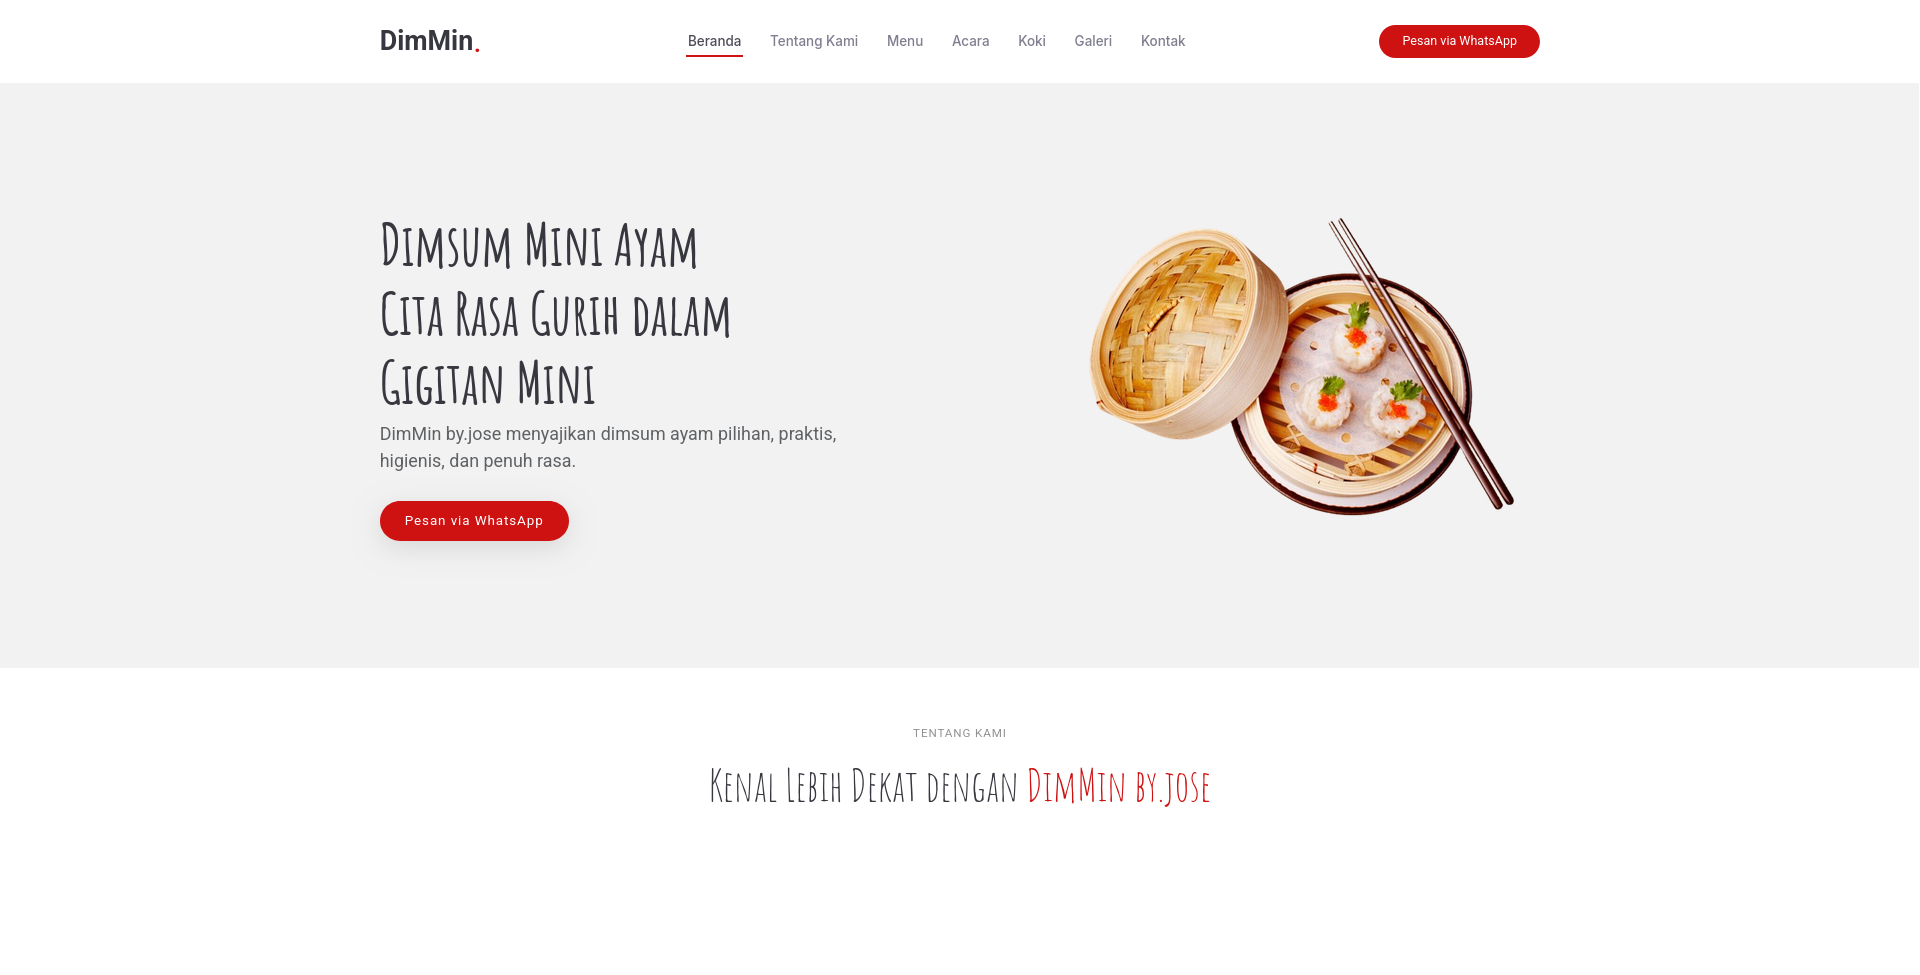 DimMin.
Beranda Tentang Kami Menu Acara Koki Galeri Kontak
Pesan via WhatsApp
Dimsum Mini Ayam
Cita Rasa Gurih dalam
Gigitan Mini
DimMin by.jose menyajikan dimsum ayam pilihan, praktis,
higienis, dan penuh rasa.
Pesan via WhatsApp
TENTANG KAMI
Kenal Lebih Dekat dengan DimMin by.jose